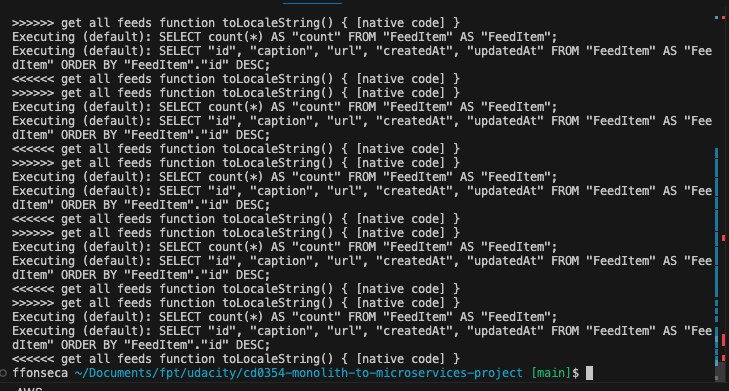 >>>>>> get all feeds function toLocaleString() { [native code] }
Executing (default): SELECT count(*) AS "count" FROM "FeedItem" AS "FeedItem";
Executing (default): SELECT "id", "caption", "url", "createdAt", "updatedAt" FROM "FeedItem" AS "Fee
dItem" ORDER BY "FeedItem"."id" DESC;
<<<<<< get all feeds function toLocaleString() { [native code] }
>>>>>> get all feeds function toLocaleString() { [native code] }
Executing (default): SELECT count(*) AS "count" FROM "FeedItem" AS "FeedItem";
Executing (default): SELECT "id", "caption", "url", "createdAt", "updatedAt" FROM "FeedItem" AS "Fee
dItem" ORDER BY "FeedItem"."id" DESC;
<<<<<< get all feeds function toLocaleString() { [native code] }
>>>>>> get all feeds function toLocaleString() { [native code] }
Executing (default): SELECT count(*) AS "count" FROM "FeedItem" AS "FeedItem";
Executing (default): SELECT "id", "caption", "url", "createdAt", "updatedAt" FROM "FeedItem" AS "Fee
dItem" ORDER BY "FeedItem"."id" DESC;
<<<<<< get all feeds function toLocaleString() { [native code] }
>>>>>> get all feeds function toLocaleString() { [native code] }
Executing (default): SELECT count(*) AS "count" FROM "FeedItem" AS "FeedItem";
Executing (default): SELECT "id", "caption", "url", "createdAt", "updatedAt" FROM "FeedItem" AS "Fee
dItem" ORDER BY "FeedItem"."id" DESC;
<<<<<< get all feeds function toLocaleString() { [native code] }
>>>>>> get all feeds function toLocaleString() { [native code] }
Executing (default): SELECT count(*) AS "count" FROM "FeedItem" AS "FeedItem";
Executing (default): SELECT "id", "caption", "url", "createdAt", "updatedAt" FROM "FeedItem" AS "Fee
dItem" ORDER BY "FeedItem"."id" DESC;
<<<<<< get all feeds function toLocaleString() { [native code] }
ffonseca ~/Documents/fpt/udacity/cd0354-monolith-to-microservices-project [main]$